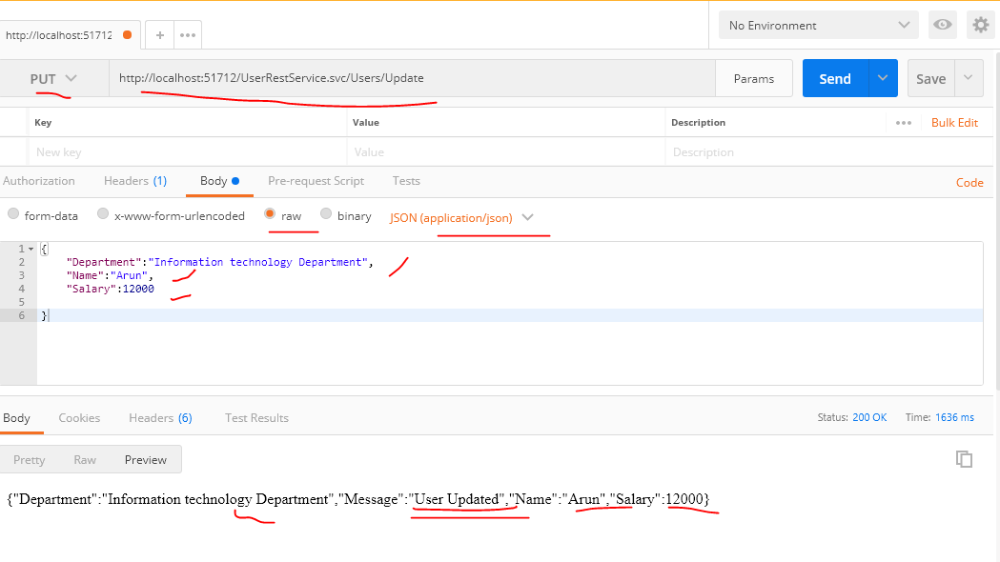 http://localhost:51712
+ •••
No Environment
PUT
http://localhost:51712/UserRestService.svc/Users/Update
Params
Send
Save
Key Value Description ••• Bulk Edit
New key Value Description
Authorization Headers (1) Body Pre-request Script Tests Code
form-data x-www-form-urlencoded raw binary JSON (application/json)
1 {
2 "Department":"Information technology Department",
3 "Name":"Arun",
4 "Salary":12000
5
6 }
Body Cookies Headers (6) Test Results Status: 200 OK Time: 1636 ms
Pretty Raw Preview
{"Department":"Information technology Department","Message":"User Updated","Name":"Arun","Salary":12000}